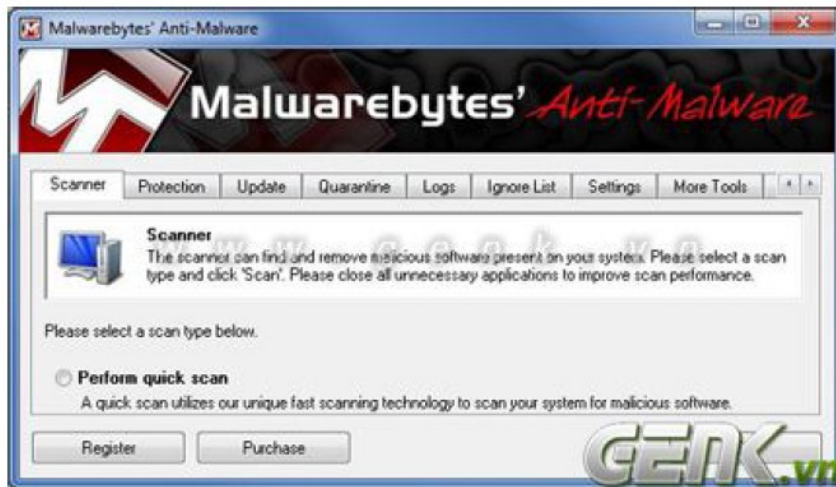 Malwarebytes' Anti-Malware
Malwarebytes' Anti-Malware
Scanner Protection Update Quarantine Logs Ignore List Settings More Tools
Scanner
www.genk.vn
The scanner can find and remove malicious software present on your system. Please select a scan
type and click 'Scan'. Please close all unnecessary applications to improve scan performance.
Please select a scan type below.
Perform quick scan
A quick scan utilizes our unique fast scanning technology to scan your system for malicious software.
Register Purchase
GENK.vn